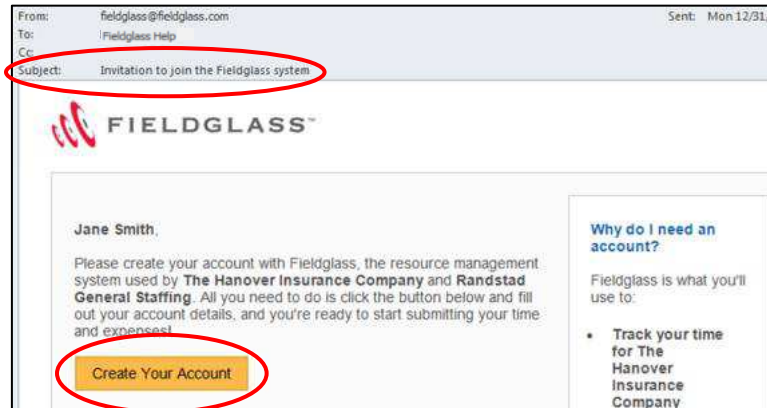 From: fieldglass@fieldglass.com Sent: Mon 12/31,
To: Fieldglass Help
Cc:
Subject: Invitation to join the Fieldglass system
FIELDGLASS™
Jane Smith,
Please create your account with Fieldglass, the resource management
system used by The Hanover Insurance Company and Randstad
General Staffing. All you need to do is click the button below and fill
out your account details, and you're ready to start submitting your time
and expenses!
Create Your Account
Why do I need an
account?
Fieldglass is what you'll
use to:
• Track your time
for The
Hanover
Insurance
Company